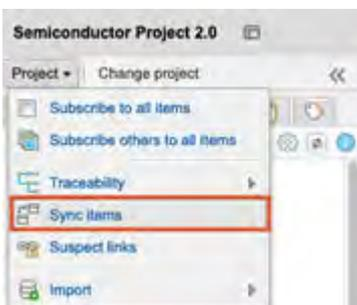 Semiconductor Project 2.0
Project Change project
Subscribe to all items
Subscribe others to all items
Traceability
Sync items
Suspect links
Import